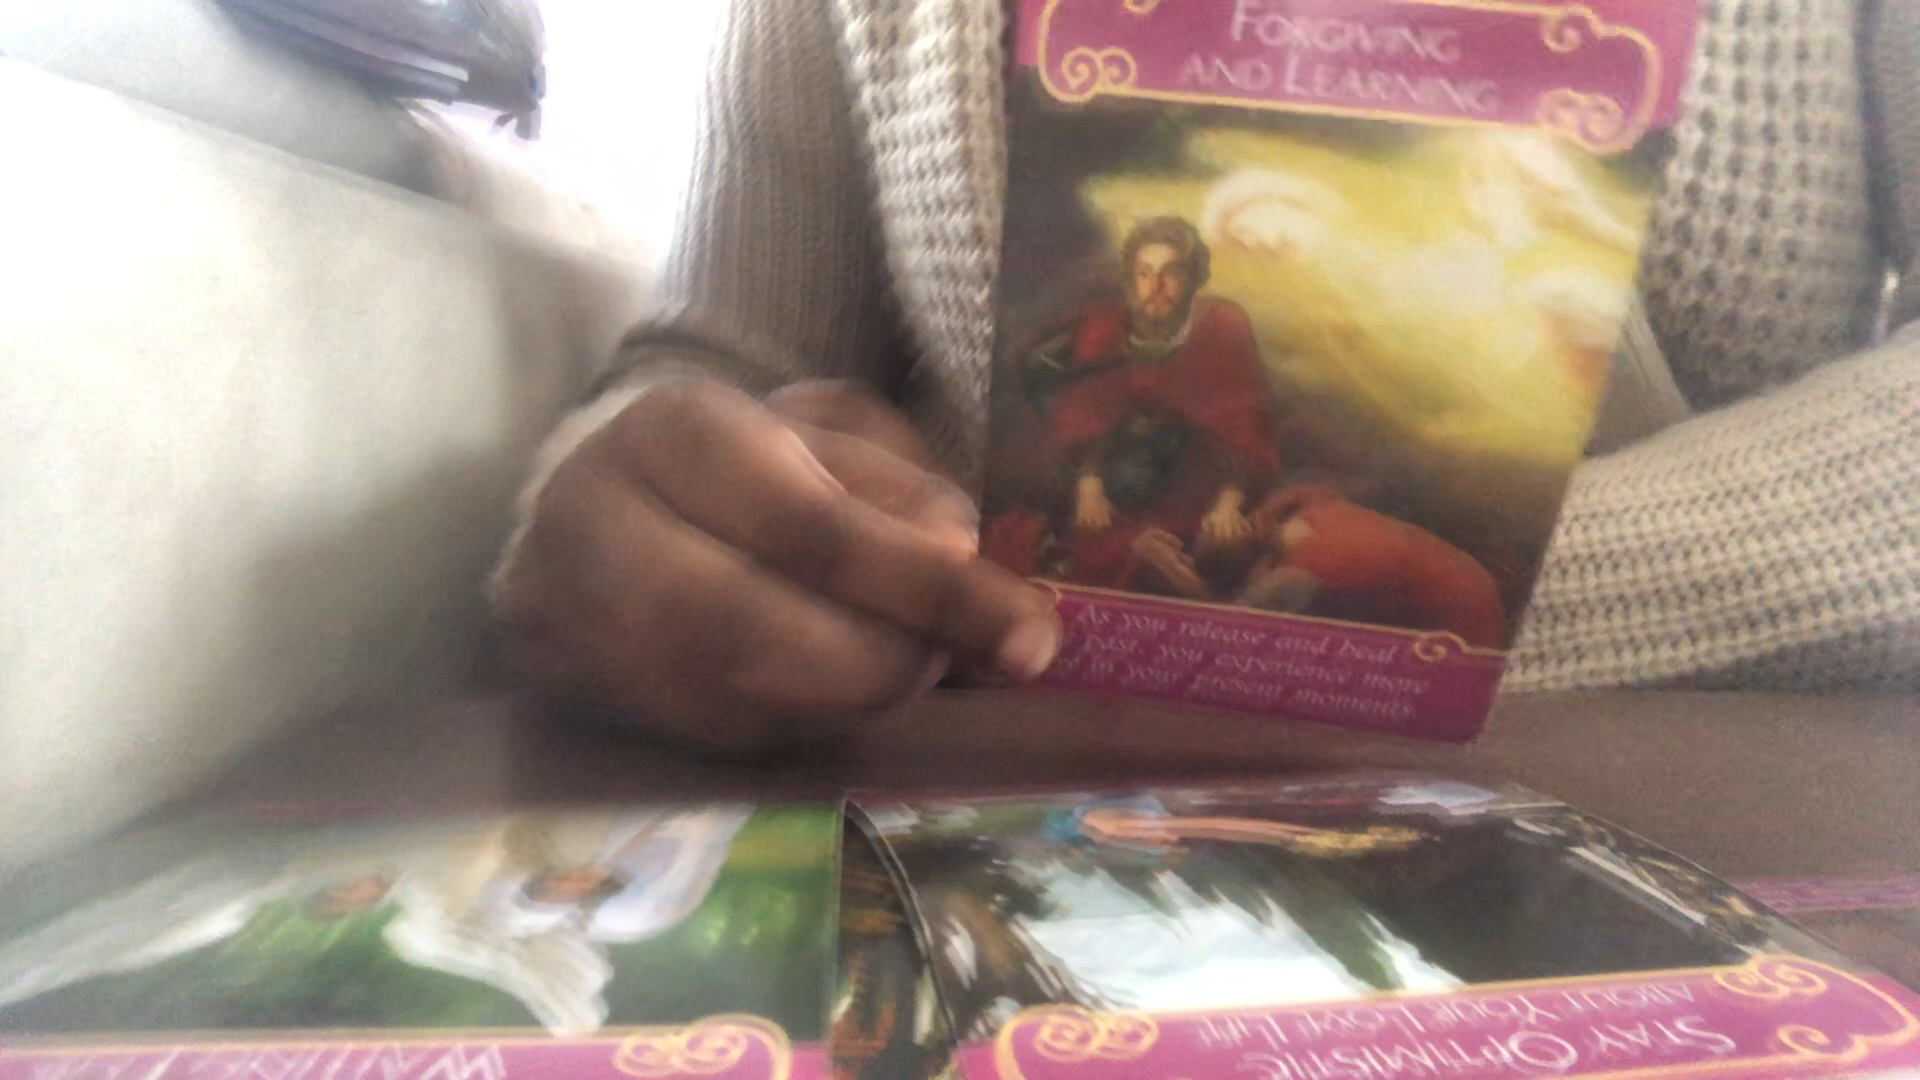 FORGIVING
AND LEARNING
As you release and heal
past, you experience more
in your present moments.
STAY OPTIMISTIC
ABOUT YOUR LOVE LIFE